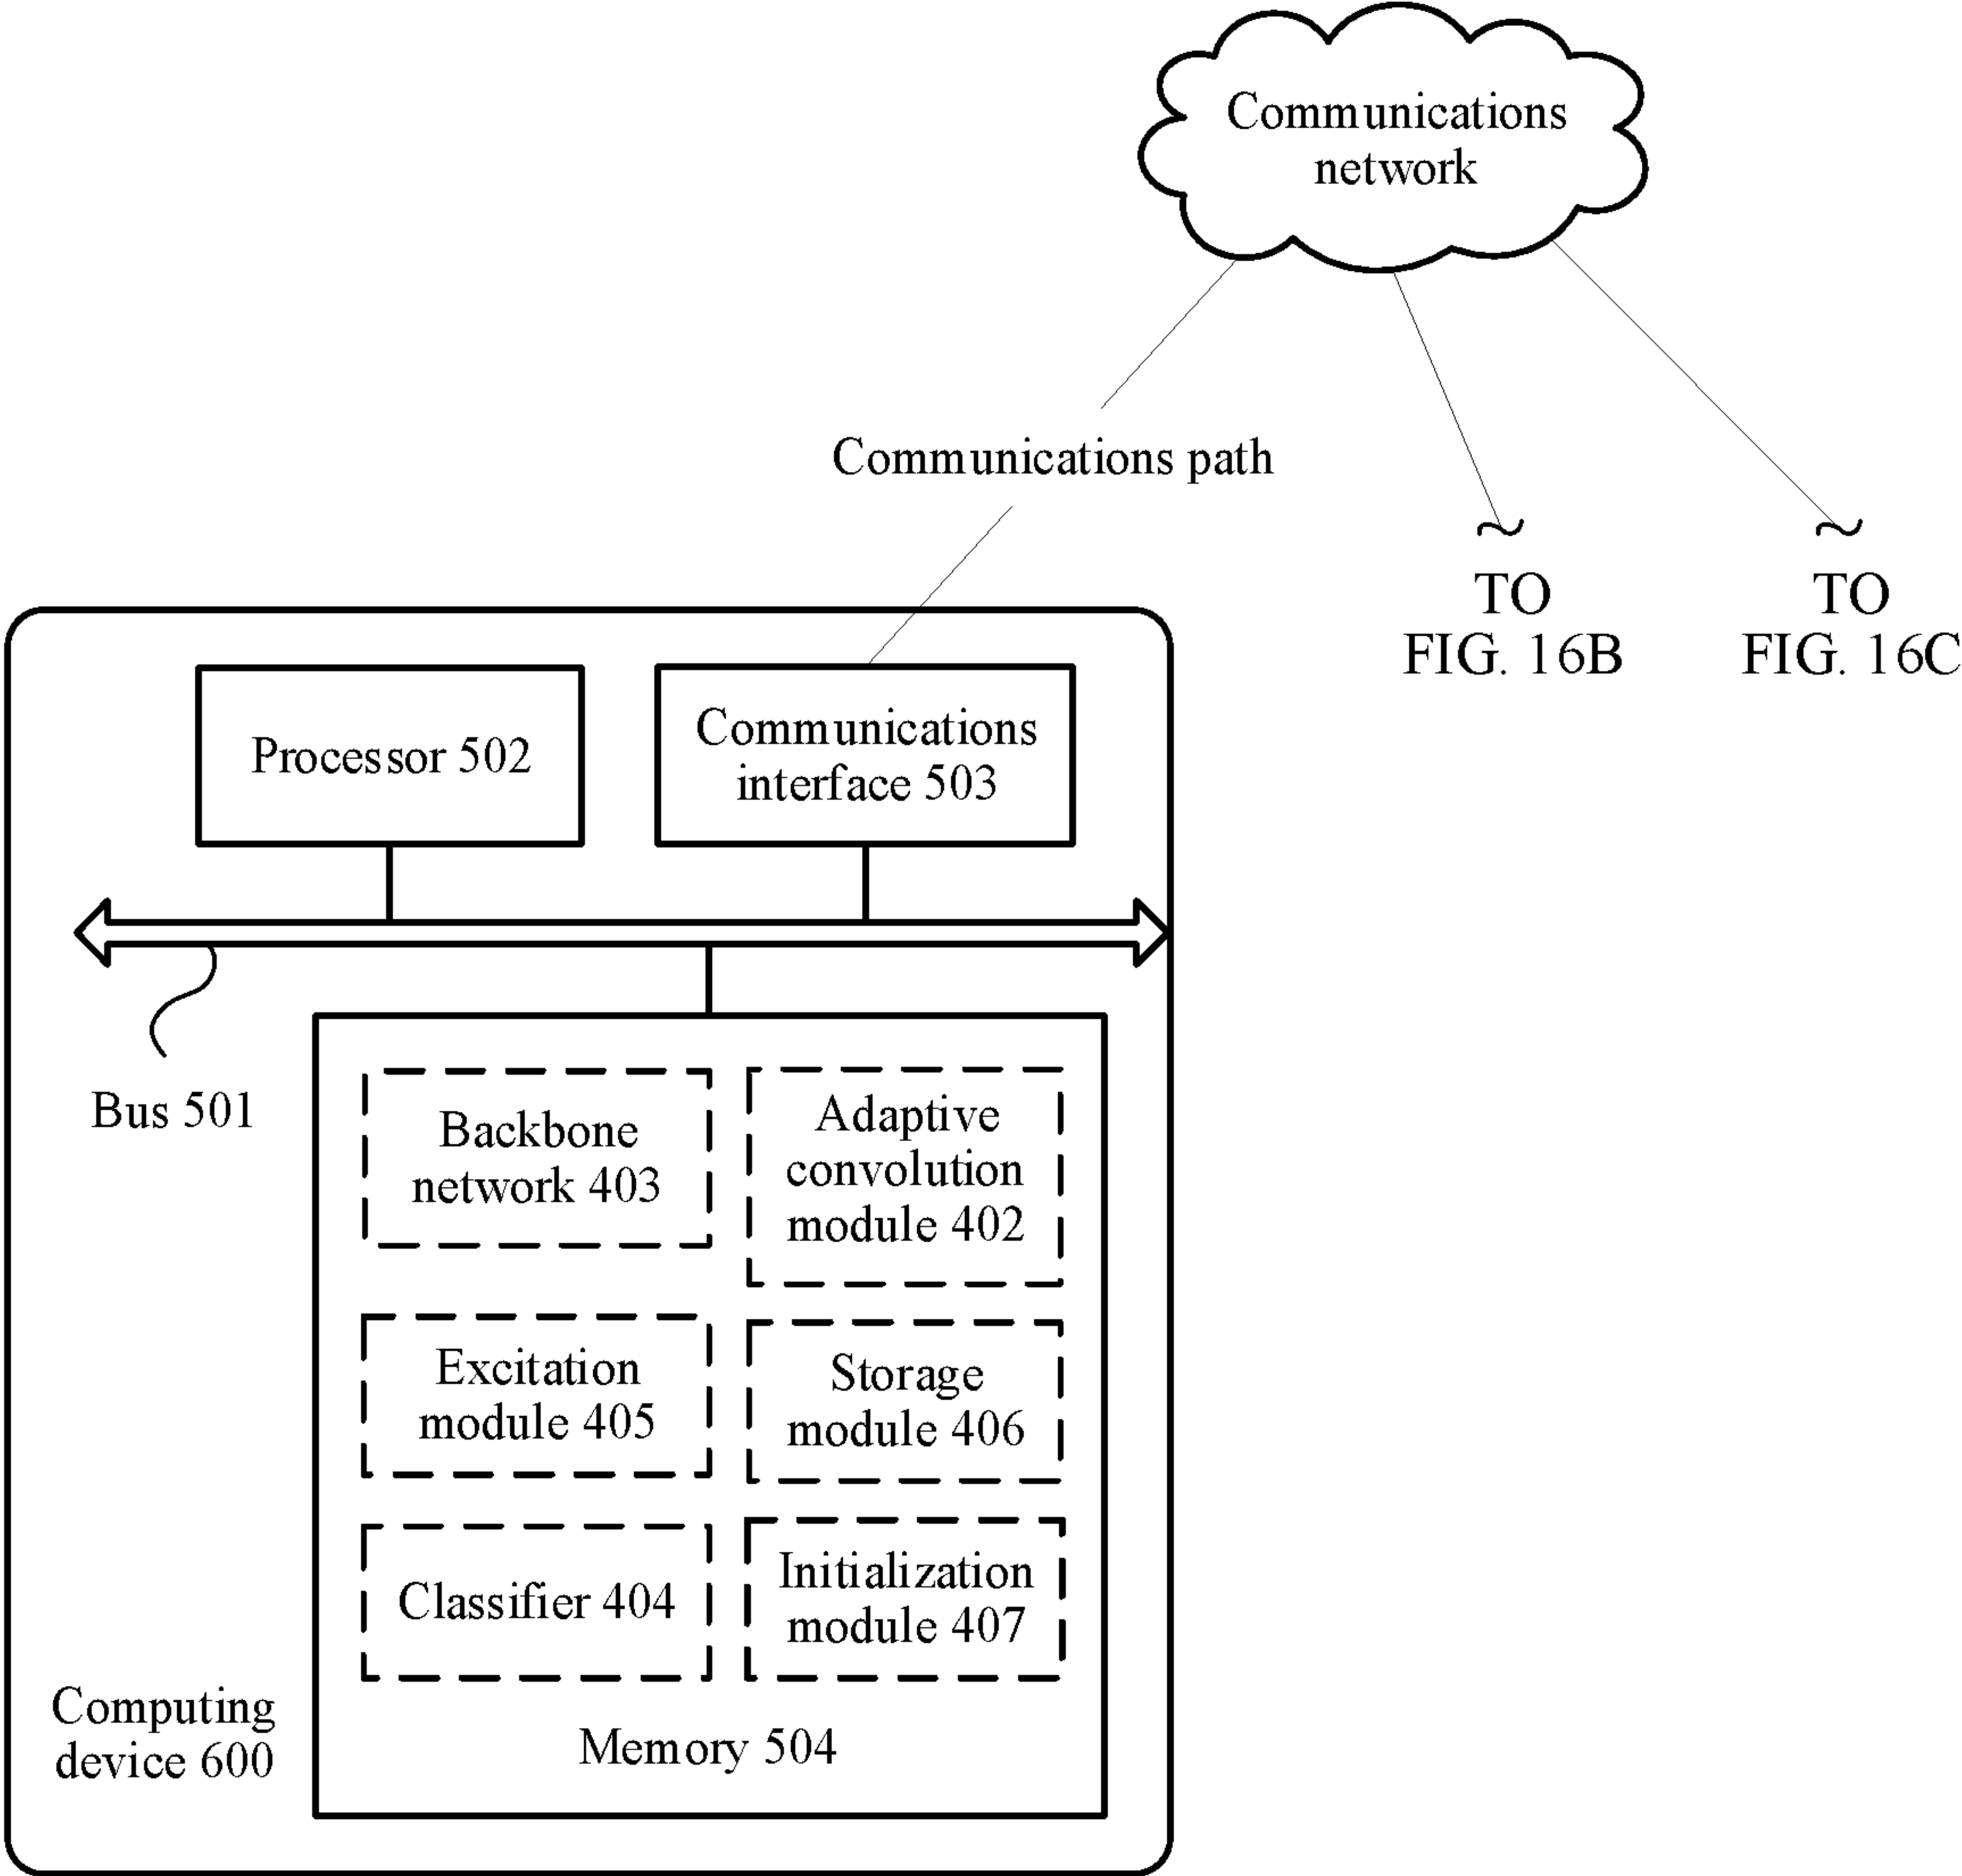 Communications
network
Communications path
TO
FIG. 16B
TO
FIG. 16C
Processor 502
Communications
interface 503
Bus 501
Backbone
network 403
Adaptive
convolution
module 402
Excitation
module 405
Storage
module 406
Classifier 404
Initialization
module 407
Computing
device 600
Memory 504